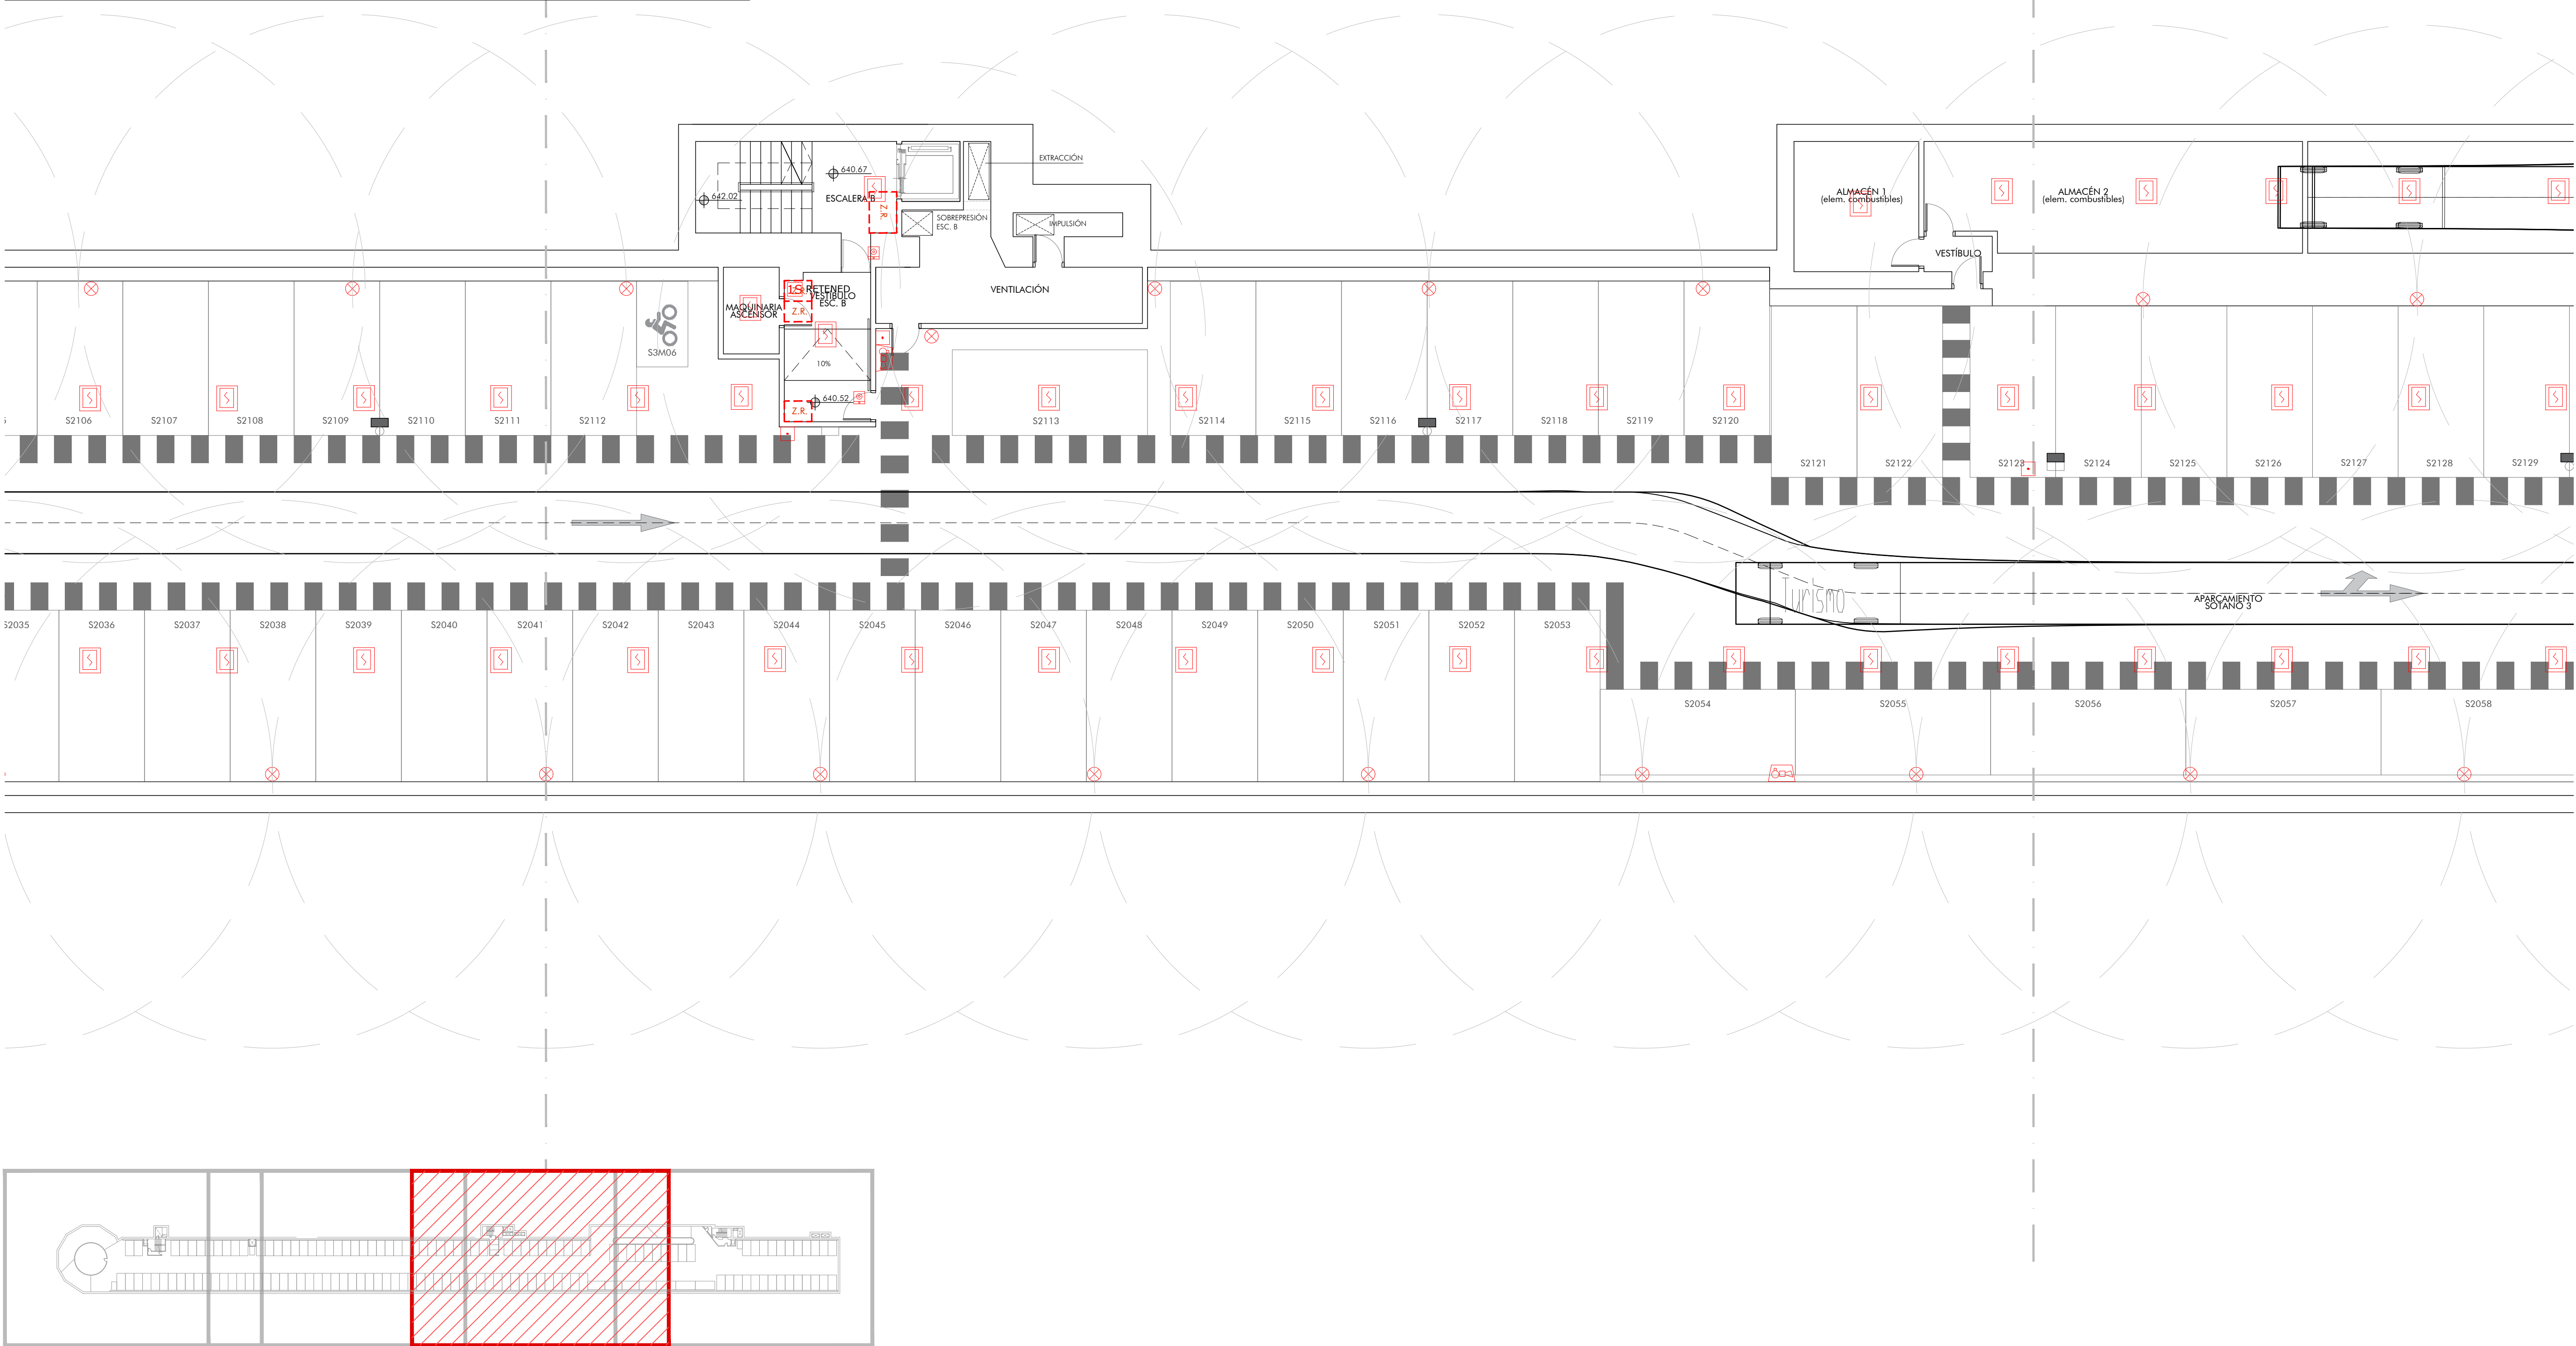 EXTRACCIÓN
640.67
642.02
ESCALERA B
Z.R.
SOBREPRESIÓN
ESC. B
IMPULSIÓN
ALMACÉN 1
(elem. combustibles)
ALMACÉN 2
(elem. combustibles)
VESTÍBULO
VENTILACIÓN
RETENED
VESTÍBULO
ESC. B
Z.R.
MAQUINARIA
ASCENSOR
Z.R.
S3M06
10%
640.52
Z.R.
S2106
S2107
S2108
S2109
S2110
S2111
S2112
S2113
S2114
S2115
S2116
S2117
S2118
S2119
S2120
S2121
S2122
S2123
S2124
S2125
S2126
S2127
S2128
S2129
Turismo
APARCAMIENTO
SÓTANO 3
S2035
S2036
S2037
S2038
S2039
S2040
S2041
S2042
S2043
S2044
S2045
S2046
S2047
S2048
S2049
S2050
S2051
S2052
S2053
S2054
S2055
S2056
S2057
S2058